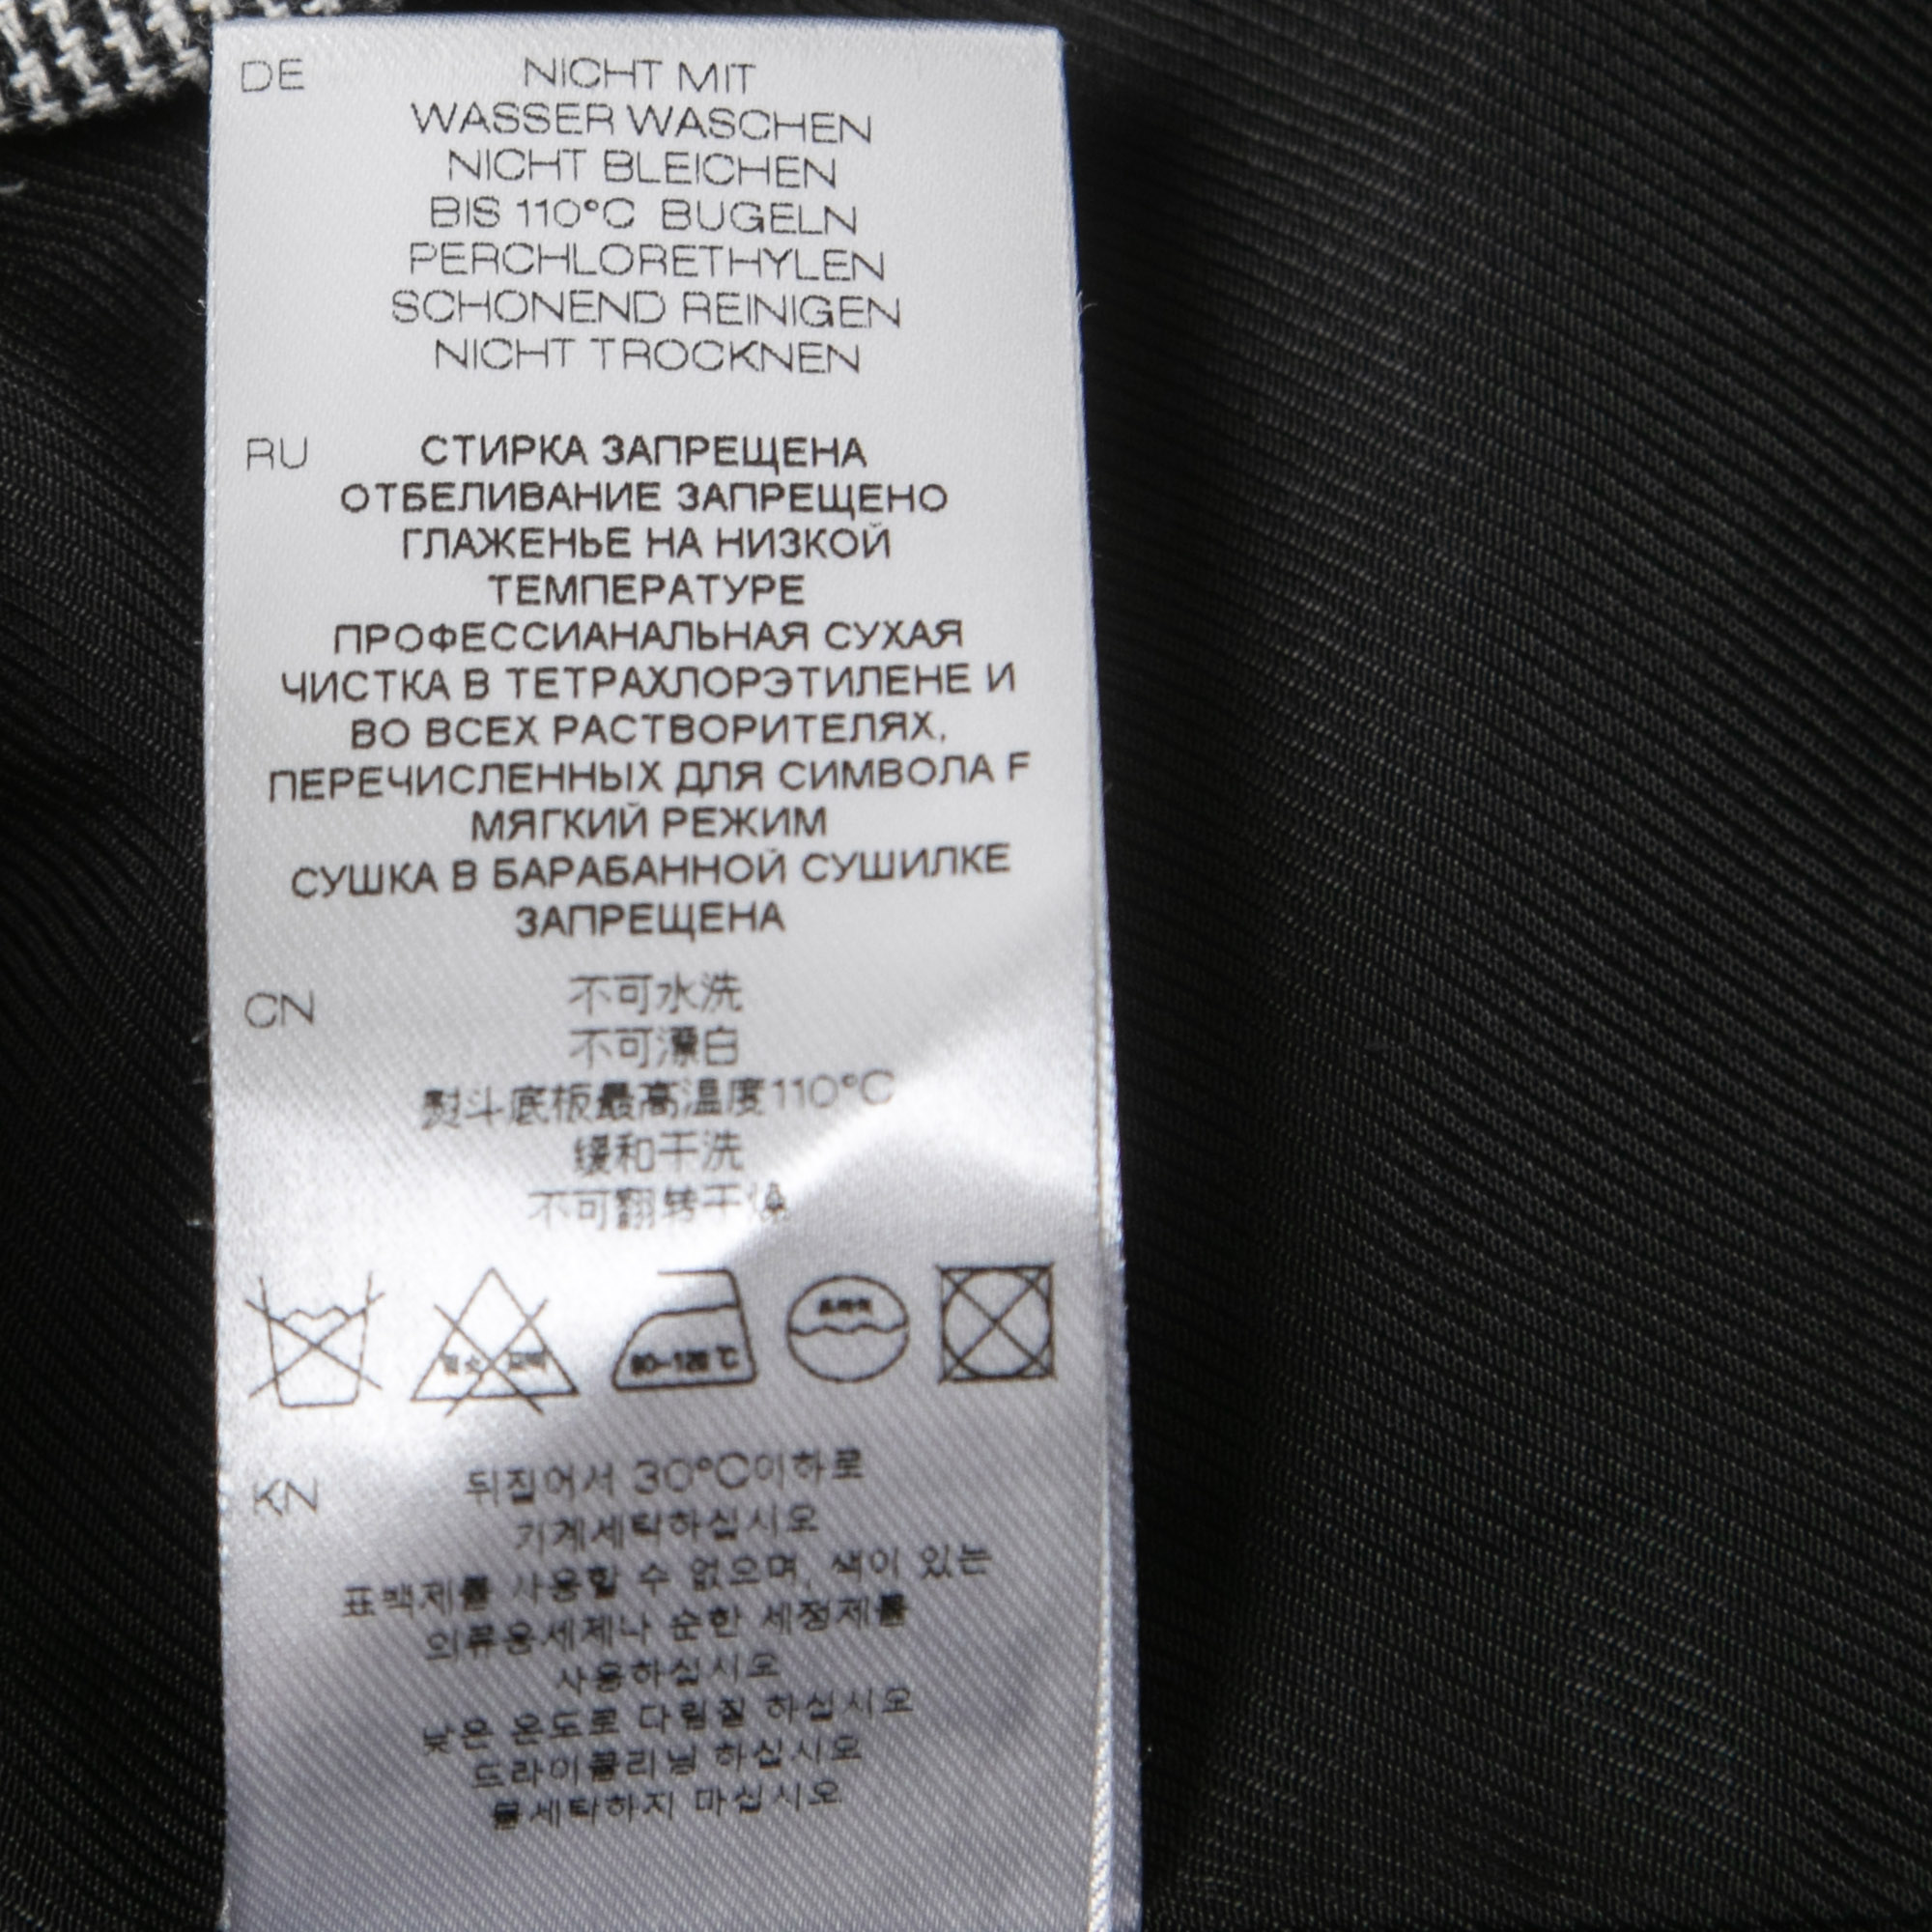 DE NICHT MIT
WASSER WASCHEN
NICHT BLEICHEN
BIS 110°C BUGELN
PERCHLORETHYLEN
SCHONEND REINIGEN
NICHT TROCKNEN
RU СТИРКА ЗАПРЕЩЕНА
ОТБЕЛИВАНИЕ ЗАПРЕЩЕНО
ГЛАЖЕНЬЕ НА НИЗКОЙ
ТЕМПЕРАТУРЕ
ПРОФЕССИАНАЛЬНАЯ СУХАЯ
ЧИСТКА В ТЕТРАХЛОРЭТИЛЕНЕ И
ВО ВСЕХ РАСТВОРИТЕЛЯХ,
ПЕРЕЧИСЛЕННЫХ ДЛЯ СИМВОЛА F
МЯГКИЙ РЕЖИМ
СУШКА В БАРАБАННОЙ СУШИЛКЕ
ЗАПРЕЩЕНА
CN 不可水洗
不可漂白
熨斗底板最高温度110°C
缓和干洗
不可翻转干燥
KN 뒤집어서 30°C이하로
기계세탁하십시오
표백제를 사용할 수 없으며, 색이 있는
의류용세제나 순한 세정제를
사용하십시오
낮은 온도로 다림질 하십시오
드라이클리닝 하십시오
물세탁하지 마십시오